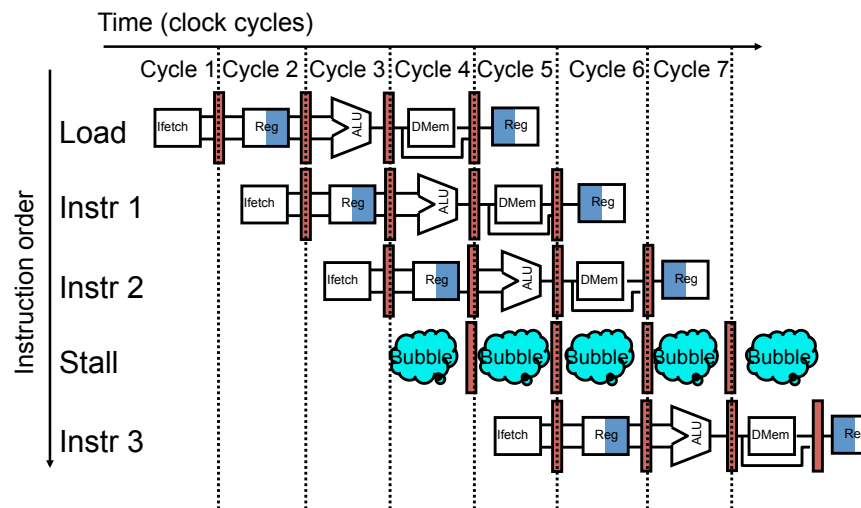 Time (clock cycles)
Cycle 1 Cycle 2 Cycle 3 Cycle 4 Cycle 5 Cycle 6 Cycle 7
Instruction order
Load Ifetch Reg ALU DMem Reg
Instr 1 Ifetch Reg ALU DMem Reg
Instr 2 Ifetch Reg ALU DMem Reg
Stall Bubble Bubble Bubble Bubble Bubble
Instr 3 Ifetch Reg ALU DMem Re